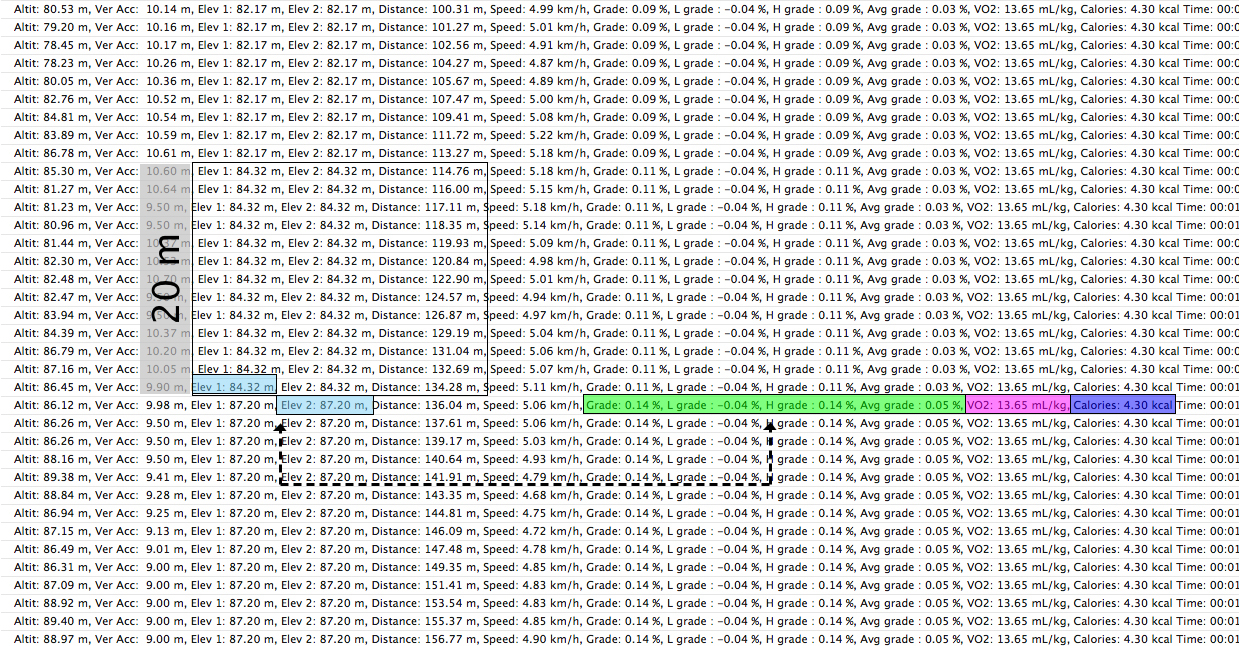 Altit: 80.53 m, Ver Acc: 10.14 m, Elev 1: 82.17 m, Elev 2: 82.17 m, Distance: 100.31 m, Speed: 4.99 km/h, Grade: 0.09 %, L grade : −0.04 %, H grade : 0.09 %, Avg grade : 0.03 %, VO2: 13.65 mL/kg, Calories: 4.30 kcal Time: 00:0
Altit: 79.20 m, Ver Acc: 10.16 m, Elev 1: 82.17 m, Elev 2: 82.17 m, Distance: 101.27 m, Speed: 5.01 km/h, Grade: 0.09 %, L grade : −0.04 %, H grade : 0.09 %, Avg grade : 0.03 %, VO2: 13.65 mL/kg, Calories: 4.30 kcal Time: 00:0
Altit: 78.45 m, Ver Acc: 10.17 m, Elev 1: 82.17 m, Elev 2: 82.17 m, Distance: 102.56 m, Speed: 4.91 km/h, Grade: 0.09 %, L grade : −0.04 %, H grade : 0.09 %, Avg grade : 0.03 %, VO2: 13.65 mL/kg, Calories: 4.30 kcal Time: 00:0
Altit: 78.23 m, Ver Acc: 10.26 m, Elev 1: 82.17 m, Elev 2: 82.17 m, Distance: 104.27 m, Speed: 4.87 km/h, Grade: 0.09 %, L grade : −0.04 %, H grade : 0.09 %, Avg grade : 0.03 %, VO2: 13.65 mL/kg, Calories: 4.30 kcal Time: 00:0
Altit: 80.05 m, Ver Acc: 10.36 m, Elev 1: 82.17 m, Elev 2: 82.17 m, Distance: 105.67 m, Speed: 4.89 km/h, Grade: 0.09 %, L grade : −0.04 %, H grade : 0.09 %, Avg grade : 0.03 %, VO2: 13.65 mL/kg, Calories: 4.30 kcal Time: 00:0
Altit: 82.76 m, Ver Acc: 10.52 m, Elev 1: 82.17 m, Elev 2: 82.17 m, Distance: 107.47 m, Speed: 5.00 km/h, Grade: 0.09 %, L grade : −0.04 %, H grade : 0.09 %, Avg grade : 0.03 %, VO2: 13.65 mL/kg, Calories: 4.30 kcal Time: 00:0
Altit: 84.81 m, Ver Acc: 10.54 m, Elev 1: 82.17 m, Elev 2: 82.17 m, Distance: 109.41 m, Speed: 5.08 km/h, Grade: 0.09 %, L grade : −0.04 %, H grade : 0.09 %, Avg grade : 0.03 %, VO2: 13.65 mL/kg, Calories: 4.30 kcal Time: 00:0
Altit: 83.89 m, Ver Acc: 10.59 m, Elev 1: 82.17 m, Elev 2: 82.17 m, Distance: 111.72 m, Speed: 5.22 km/h, Grade: 0.09 %, L grade : −0.04 %, H grade : 0.09 %, Avg grade : 0.03 %, VO2: 13.65 mL/kg, Calories: 4.30 kcal Time: 00:0
Altit: 86.78 m, Ver Acc: 10.61 m, Elev 1: 82.17 m, Elev 2: 82.17 m, Distance: 113.27 m, Speed: 5.18 km/h, Grade: 0.09 %, L grade : −0.04 %, H grade : 0.09 %, Avg grade : 0.03 %, VO2: 13.65 mL/kg, Calories: 4.30 kcal Time: 00:0
Altit: 85.30 m, Ver Acc: 10.60 m, Elev 1: 84.32 m, Elev 2: 84.32 m, Distance: 114.76 m, Speed: 5.18 km/h, Grade: 0.11 %, L grade : −0.04 %, H grade : 0.11 %, Avg grade : 0.03 %, VO2: 13.65 mL/kg, Calories: 4.30 kcal Time: 00:0
Altit: 81.27 m, Ver Acc: 10.64 m, Elev 1: 84.32 m, Elev 2: 84.32 m, Distance: 116.00 m, Speed: 5.15 km/h, Grade: 0.11 %, L grade : −0.04 %, H grade : 0.11 %, Avg grade : 0.03 %, VO2: 13.65 mL/kg, Calories: 4.30 kcal Time: 00:0
Altit: 81.23 m, Ver Acc: 9.50 m, Elev 1: 84.32 m, Elev 2: 84.32 m, Distance: 117.11 m, Speed: 5.18 km/h, Grade: 0.11 %, L grade : −0.04 %, H grade : 0.11 %, Avg grade : 0.03 %, VO2: 13.65 mL/kg, Calories: 4.30 kcal Time: 00:01
Altit: 80.96 m, Ver Acc: 9.50 m, Elev 1: 84.32 m, Elev 2: 84.32 m, Distance: 118.35 m, Speed: 5.14 km/h, Grade: 0.11 %, L grade : −0.04 %, H grade : 0.11 %, Avg grade : 0.03 %, VO2: 13.65 mL/kg, Calories: 4.30 kcal Time: 00:01
Altit: 81.44 m, Ver Acc: m, Elev 1: 84.32 m, Elev 2: 84.32 m, Distance: 119.93 m, Speed: 5.09 km/h, Grade: 0.11 %, L grade : −0.04 %, H grade : 0.11 %, Avg grade : 0.03 %, VO2: 13.65 mL/kg, Calories: 4.30 kcal Time: 00:0
Altit: 82.30 m, Ver Acc: m, Elev 1: 84.32 m, Elev 2: 84.32 m, Distance: 120.84 m, Speed: 4.98 km/h, Grade: 0.11 %, L grade : −0.04 %, H grade : 0.11 %, Avg grade : 0.03 %, VO2: 13.65 mL/kg, Calories: 4.30 kcal Time: 00:0
Altit: 82.48 m, Ver Acc: m, Elev 1: 84.32 m, Elev 2: 84.32 m, Distance: 122.90 m, Speed: 5.01 km/h, Grade: 0.11 %, L grade : −0.04 %, H grade : 0.11 %, Avg grade : 0.03 %, VO2: 13.65 mL/kg, Calories: 4.30 kcal Time: 00:0
Altit: 82.47 m, Ver Acc: m, Elev 1: 84.32 m, Elev 2: 84.32 m, Distance: 124.57 m, Speed: 4.94 km/h, Grade: 0.11 %, L grade : −0.04 %, H grade : 0.11 %, Avg grade : 0.03 %, VO2: 13.65 mL/kg, Calories: 4.30 kcal Time: 00:01
Altit: 83.94 m, Ver Acc: m, Elev 1: 84.32 m, Elev 2: 84.32 m, Distance: 126.87 m, Speed: 4.97 km/h, Grade: 0.11 %, L grade : −0.04 %, H grade : 0.11 %, Avg grade : 0.03 %, VO2: 13.65 mL/kg, Calories: 4.30 kcal Time: 00:01
Altit: 84.39 m, Ver Acc: 10.37 m, Elev 1: 84.32 m, Elev 2: 84.32 m, Distance: 129.19 m, Speed: 5.04 km/h, Grade: 0.11 %, L grade : −0.04 %, H grade : 0.11 %, Avg grade : 0.03 %, VO2: 13.65 mL/kg, Calories: 4.30 kcal Time: 00:0
Altit: 86.79 m, Ver Acc: 10.20 m, Elev 1: 84.32 m, Elev 2: 84.32 m, Distance: 131.04 m, Speed: 5.06 km/h, Grade: 0.11 %, L grade : −0.04 %, H grade : 0.11 %, Avg grade : 0.03 %, VO2: 13.65 mL/kg, Calories: 4.30 kcal Time: 00:0
Altit: 87.16 m, Ver Acc: 10.05 m, Elev 1: 84.32 m, Elev 2: 84.32 m, Distance: 132.69 m, Speed: 5.07 km/h, Grade: 0.11 %, L grade : −0.04 %, H grade : 0.11 %, Avg grade : 0.03 %, VO2: 13.65 mL/kg, Calories: 4.30 kcal Time: 00:0
Altit: 86.45 m, Ver Acc: 9.90 m, Elev 1: 84.32 m, Elev 2: 84.32 m, Distance: 134.28 m, Speed: 5.11 km/h, Grade: 0.11 %, L grade : −0.04 %, H grade : 0.11 %, Avg grade : 0.03 %, VO2: 13.65 mL/kg, Calories: 4.30 kcal Time: 00:01
20 m
Altit: 86.12 m, Ver Acc: 9.98 m, Elev 1: 87.20 m, Elev 2: 87.20 m, Distance: 136.04 m, Speed: 5.06 km/h, Grade: 0.14 %, L grade : −0.04 %, H grade : 0.14 %, Avg grade : 0.05 %, VO2: 13.65 mL/kg, Calories: 4.30 kcal Time: 00:01
Altit: 86.26 m, Ver Acc: 9.50 m, Elev 1: 87.20 m, Elev 2: 87.20 m, Distance: 137.61 m, Speed: 5.06 km/h, Grade: 0.14 %, L grade : −0.04 %, H grade : 0.14 %, Avg grade : 0.05 %, VO2: 13.65 mL/kg, Calories: 4.30 kcal Time: 00:01
Altit: 86.26 m, Ver Acc: 9.50 m, Elev 1: 87.20 m, Elev 2: 87.20 m, Distance: 139.17 m, Speed: 5.03 km/h, Grade: 0.14 %, L grade : −0.04 %, H grade : 0.14 %, Avg grade : 0.05 %, VO2: 13.65 mL/kg, Calories: 4.30 kcal Time: 00:01
Altit: 88.16 m, Ver Acc: 9.50 m, Elev 1: 87.20 m, Elev 2: 87.20 m, Distance: 140.64 m, Speed: 4.93 km/h, Grade: 0.14 %, L grade : −0.04 %, H grade : 0.14 %, Avg grade : 0.05 %, VO2: 13.65 mL/kg, Calories: 4.30 kcal Time: 00:01
Altit: 89.38 m, Ver Acc: 9.41 m, Elev 1: 87.20 m, Elev 2: 87.20 m, Distance: 141.91 m, Speed: 4.79 km/h, Grade: 0.14 %, L grade : −0.04 %, H grade : 0.14 %, Avg grade : 0.05 %, VO2: 13.65 mL/kg, Calories: 4.30 kcal Time: 00:01
Altit: 88.84 m, Ver Acc: 9.28 m, Elev 1: 87.20 m, Elev 2: 87.20 m, Distance: 143.35 m, Speed: 4.68 km/h, Grade: 0.14 %, L grade : −0.04 %, H grade : 0.14 %, Avg grade : 0.05 %, VO2: 13.65 mL/kg, Calories: 4.30 kcal Time: 00:01
Altit: 86.94 m, Ver Acc: 9.25 m, Elev 1: 87.20 m, Elev 2: 87.20 m, Distance: 144.81 m, Speed: 4.75 km/h, Grade: 0.14 %, L grade : −0.04 %, H grade : 0.14 %, Avg grade : 0.05 %, VO2: 13.65 mL/kg, Calories: 4.30 kcal Time: 00:01
Altit: 87.15 m, Ver Acc: 9.13 m, Elev 1: 87.20 m, Elev 2: 87.20 m, Distance: 146.09 m, Speed: 4.72 km/h, Grade: 0.14 %, L grade : −0.04 %, H grade : 0.14 %, Avg grade : 0.05 %, VO2: 13.65 mL/kg, Calories: 4.30 kcal Time: 00:01
Altit: 86.49 m, Ver Acc: 9.01 m, Elev 1: 87.20 m, Elev 2: 87.20 m, Distance: 147.48 m, Speed: 4.78 km/h, Grade: 0.14 %, L grade : −0.04 %, H grade : 0.14 %, Avg grade : 0.05 %, VO2: 13.65 mL/kg, Calories: 4.30 kcal Time: 00:01
Altit: 86.31 m, Ver Acc: 9.00 m, Elev 1: 87.20 m, Elev 2: 87.20 m, Distance: 149.35 m, Speed: 4.85 km/h, Grade: 0.14 %, L grade : −0.04 %, H grade : 0.14 %, Avg grade : 0.05 %, VO2: 13.65 mL/kg, Calories: 4.30 kcal Time: 00:01
Altit: 87.09 m, Ver Acc: 9.00 m, Elev 1: 87.20 m, Elev 2: 87.20 m, Distance: 151.41 m, Speed: 4.83 km/h, Grade: 0.14 %, L grade : −0.04 %, H grade : 0.14 %, Avg grade : 0.05 %, VO2: 13.65 mL/kg, Calories: 4.30 kcal Time: 00:01
Altit: 88.92 m, Ver Acc: 9.00 m, Elev 1: 87.20 m, Elev 2: 87.20 m, Distance: 153.54 m, Speed: 4.83 km/h, Grade: 0.14 %, L grade : −0.04 %, H grade : 0.14 %, Avg grade : 0.05 %, VO2: 13.65 mL/kg, Calories: 4.30 kcal Time: 00:01
Altit: 89.40 m, Ver Acc: 9.00 m, Elev 1: 87.20 m, Elev 2: 87.20 m, Distance: 155.37 m, Speed: 4.85 km/h, Grade: 0.14 %, L grade : −0.04 %, H grade : 0.14 %, Avg grade : 0.05 %, VO2: 13.65 mL/kg, Calories: 4.30 kcal Time: 00:01
Altit: 88.97 m, Ver Acc: 9.00 m, Elev 1: 87.20 m, Elev 2: 87.20 m, Distance: 156.77 m, Speed: 4.90 km/h, Grade: 0.14 %, L grade : −0.04 %, H grade : 0.14 %, Avg grade : 0.05 %, VO2: 13.65 mL/kg, Calories: 4.30 kcal Time: 00:01